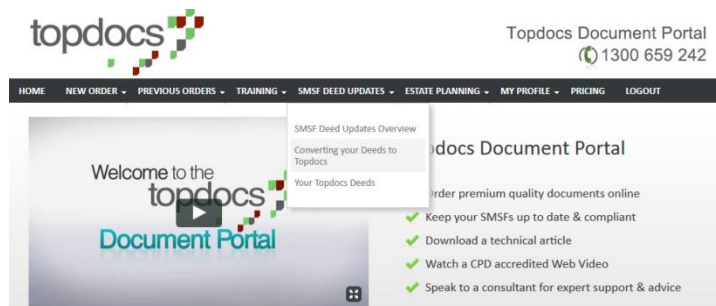 topdocs
Topdocs Document Portal
1300 659 242
HOME NEW ORDER PREVIOUS ORDERS TRAINING SMSF DEED UPDATES ESTATE PLANNING MY PROFILE PRICING LOGOUT
SMSF Deed Updates Overview
Converting your Deeds to
Topdocs
Your Topdocs Deeds
Welcome to the
topdocs
Document Portal
docs Document Portal
rder premium quality documents online
Keep your SMSFs up to date & compliant
Download a technical article
Watch a CPD accredited Web Video
Speak to a consultant for expert support & advice